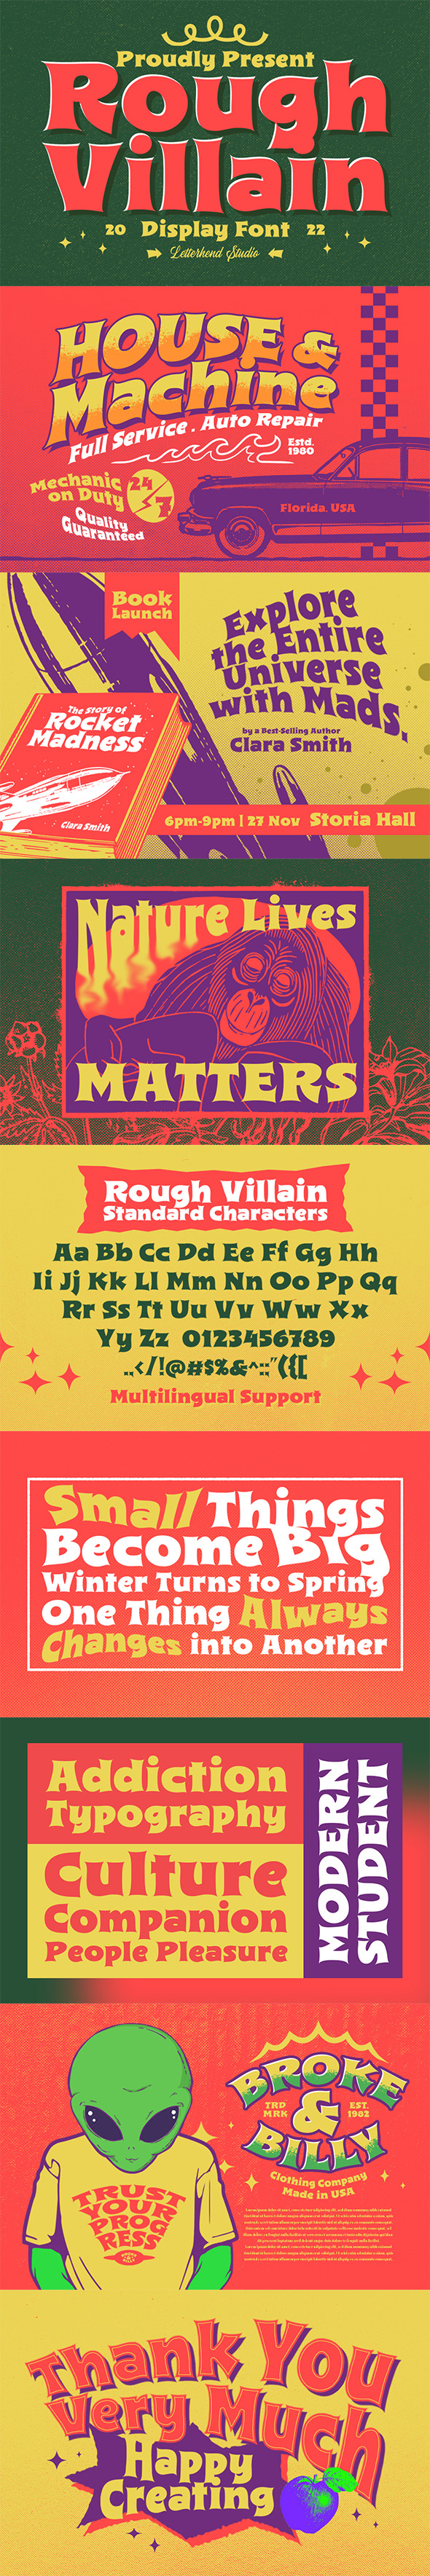 Proudly Present
Rough
Villain
20 Display Font 22
Letterhend Studio
HOUSE &
Machine
Full Service . Auto Repair
Estd.
1980
Mechanic
on Duty
24
7
Quality
Guaranteed
Florida. USA
Book
Launch
Explore
the Entire
Universe
with Mads.
by a Best-Selling Author
Clara Smith
The Story of
Rocket
Madness
Clara Smith
6pm-9pm | 27 Nov Storia Hall
Nature Lives
MATTERS
Rough Villain
Standard Characters
Aa Bb Cc Dd Ee Ff Gg Hh
Ii Jj Kk Ll Mm Nn Oo Pp Qq
Rr Ss Tt Uu Vv Ww Xx
Yy Zz 0123456789
.,</!@#$%&^:;"({[
Multilingual Support
Small Things
Become Big
Winter Turns to Spring
One Thing Always
Changes into Another
Addiction
Typography
Culture
Companion
People Pleasure
MODERN
STUDENT
BROKE
TRD
MRK
&
EST.
1982
BILLY
Clothing Company
Made in USA
TRUST
YOUR
PROG
RESS
Thank You
Very Much
Happy
Creating